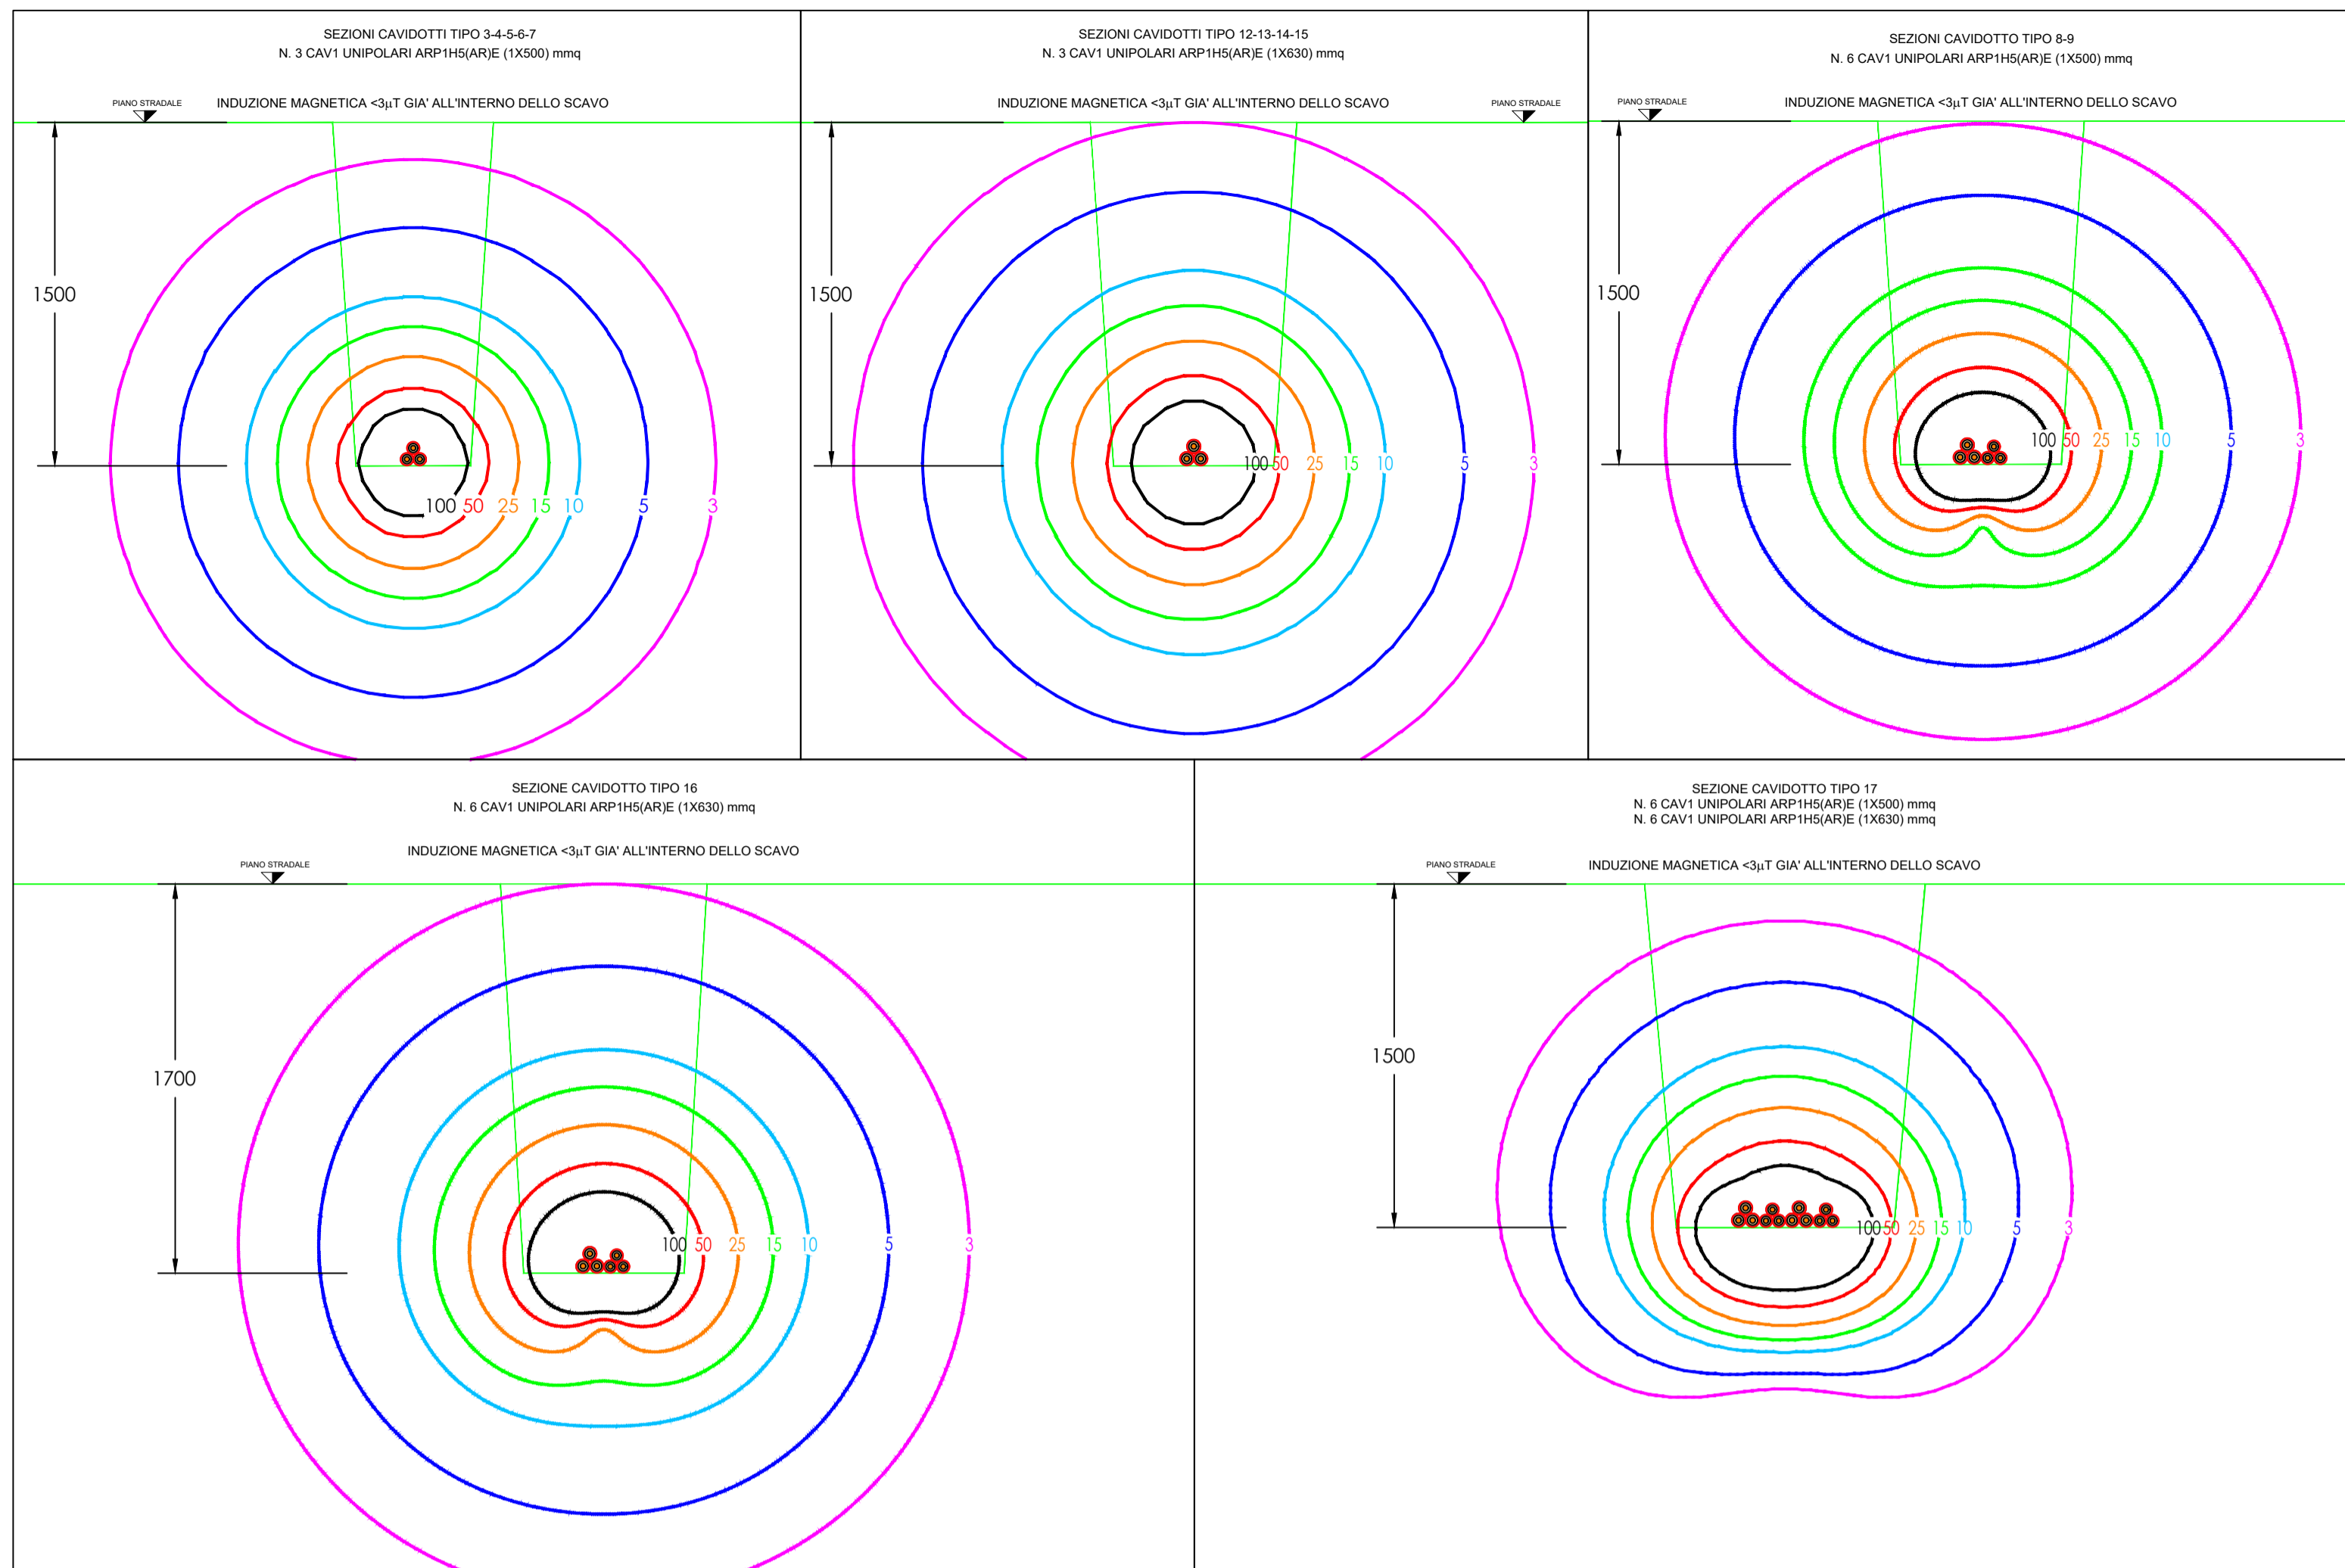 SEZIONI CAVIDOTTI TIPO 3-4-5-6-7
N. 3 CAV1 UNIPOLARI ARP1H5(AR)E (1X500) mmq
PIANO STRADALE
INDUZIONE MAGNETICA <3μT GIA' ALL'INTERNO DELLO SCAVO
1500
100 50 25 15 10 5 3
SEZIONI CAVIDOTTI TIPO 12-13-14-15
N. 3 CAV1 UNIPOLARI ARP1H5(AR)E (1X630) mmq
INDUZIONE MAGNETICA <3μT GIA' ALL'INTERNO DELLO SCAVO
PIANO STRADALE
1500
100 50 25 15 10 5 3
SEZIONI CAVIDOTTO TIPO 8-9
N. 6 CAV1 UNIPOLARI ARP1H5(AR)E (1X500) mmq
PIANO STRADALE
INDUZIONE MAGNETICA <3μT GIA' ALL'INTERNO DELLO SCAVO
1500
100 50 25 15 10 5 3
SEZIONE CAVIDOTTO TIPO 16
N. 6 CAV1 UNIPOLARI ARP1H5(AR)E (1X630) mmq
INDUZIONE MAGNETICA <3μT GIA' ALL'INTERNO DELLO SCAVO
PIANO STRADALE
1700
100 50 25 15 10 5 3
SEZIONE CAVIDOTTO TIPO 17
N. 6 CAV1 UNIPOLARI ARP1H5(AR)E (1X500) mmq
N. 6 CAV1 UNIPOLARI ARP1H5(AR)E (1X630) mmq
PIANO STRADALE
INDUZIONE MAGNETICA <3μT GIA' ALL'INTERNO DELLO SCAVO
1500
100 50 25 15 10 5 3